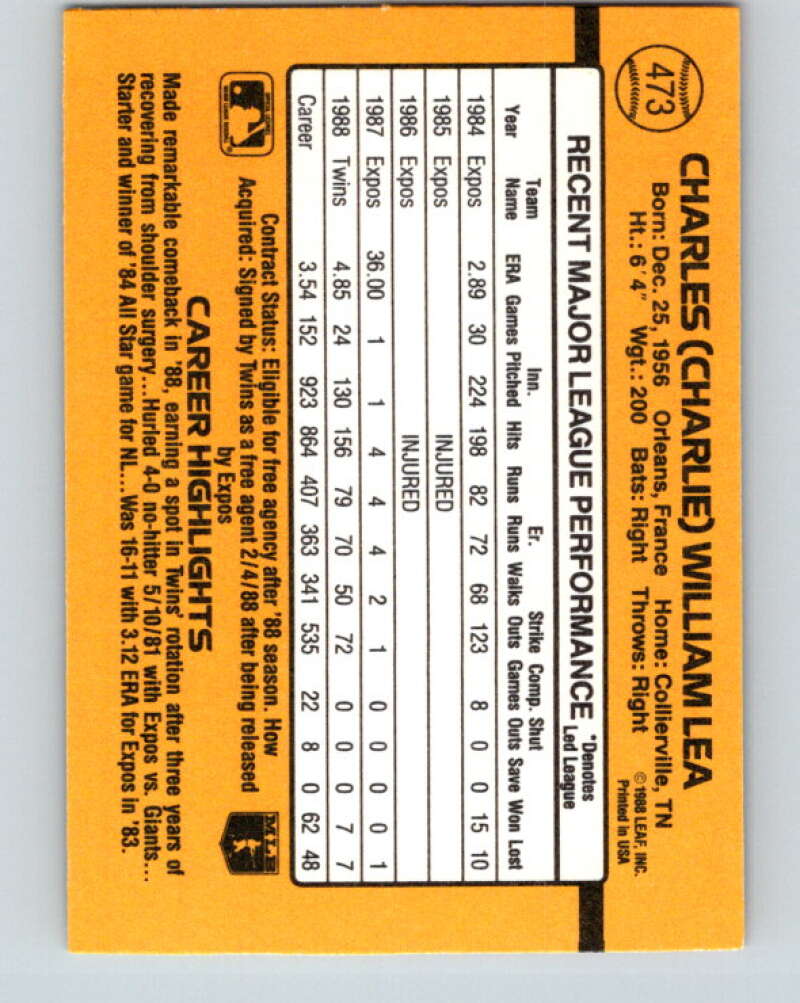 473
CHARLES (CHARLIE) WILLIAM LEA
Born: Dec. 25, 1956 Orleans, France Home: Collierville, TN
Ht.: 6'4" Wgt.: 200 Bats: Right Throws: Right
©1988 LEAF, INC.
Printed in USA
RECENT MAJOR LEAGUE PERFORMANCE *Denotes Led League
Year Team Name ERA Games Inn. Pitched Hits Runs Er. Runs Walks Strike Outs Comp. Games Shut Outs Save Won Lost
1984 Expos 2.89 30 224 198 82 72 68 123 8 0 0 15 10
1985 Expos INJURED
1986 Expos INJURED
1987 Expos 36.00 1 1 4 4 4 2 1 0 0 0 0 1
1988 Twins 4.85 24 130 156 79 70 50 72 0 0 0 7 7
Career 3.54 152 923 864 407 363 341 535 22 8 0 62 48
Contract Status: Eligible for free agency after '88 season. How
Acquired: Signed by Twins as a free agent 2/4/88 after being released
by Expos
MLB
CAREER HIGHLIGHTS
Made remarkable comeback in '88, earning a spot in Twins' rotation after three years of
recovering from shoulder surgery...Hurled 4-0 no-hitter 5/10/81 with Expos vs. Giants...
Starter and winner of '84 All Star game for NL...Was 16-11 with 3.12 ERA for Expos in '83.